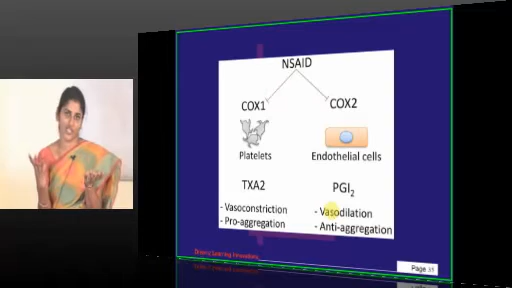 NSAID
COX1
COX2
Platelets
Endothelial cells
TXA2
PGI2
- Vasoconstriction
- Pro-aggregation
- Vasodilation
- Anti-aggregation
Page